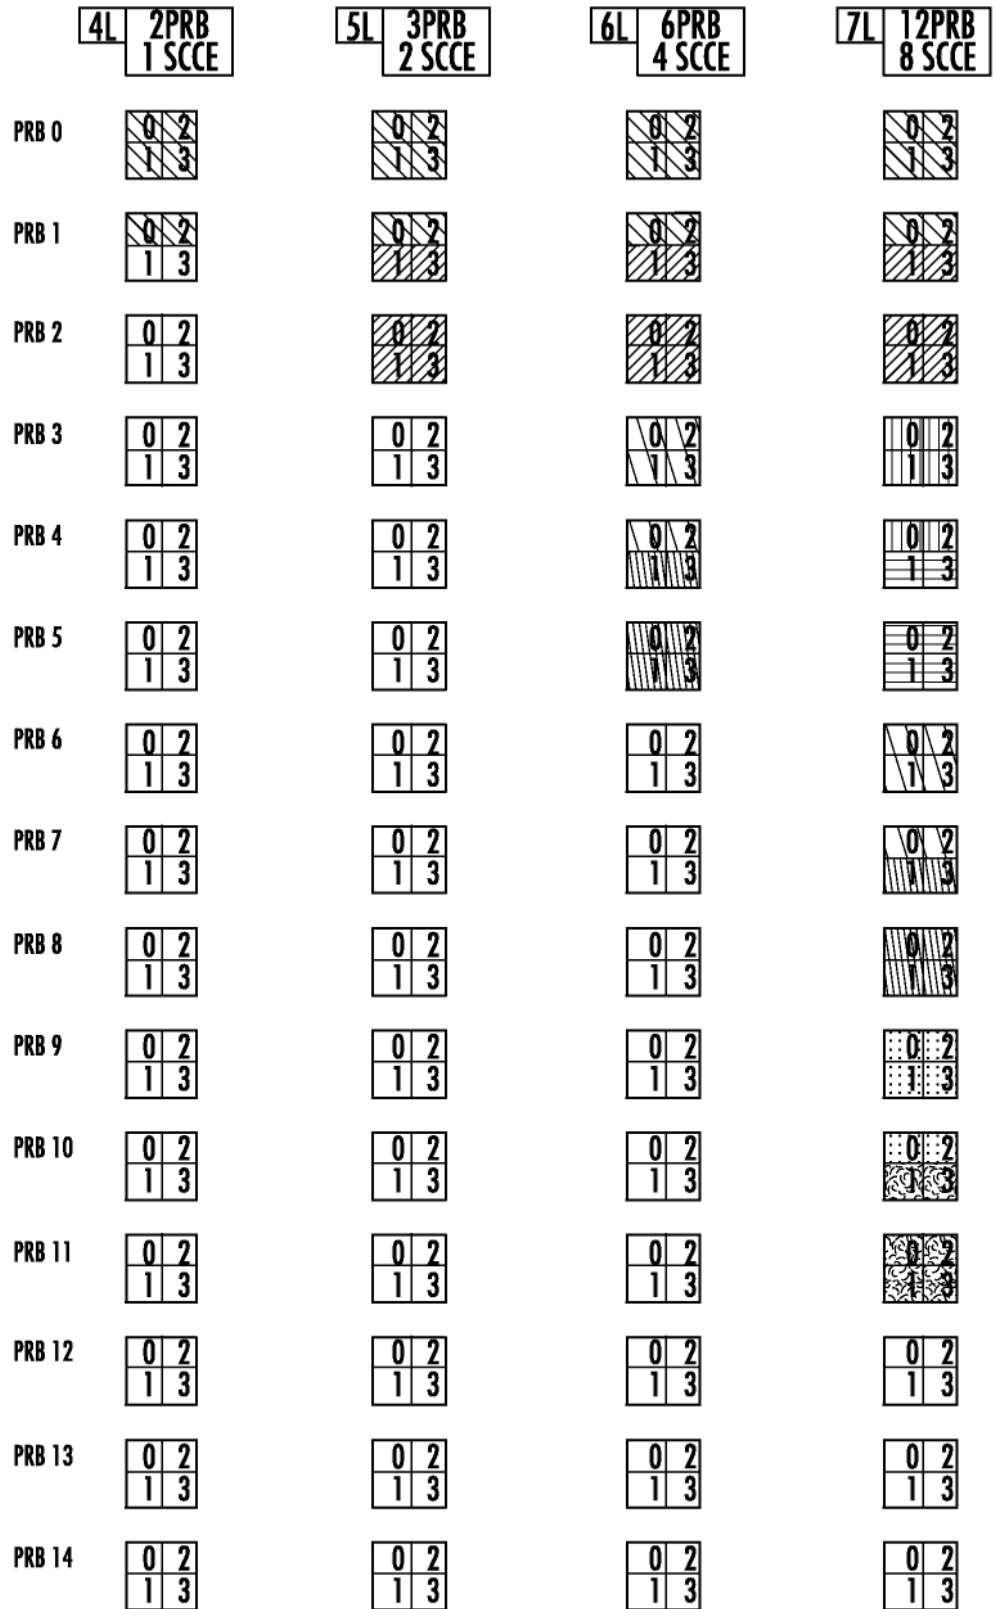 4L 2PRB 5L 3PRB 6L 6PRB 7L 12PRB
1 SCCE 2 SCCE 4 SCCE 8 SCCE
PRB 0 0 2 0 2 0 2 0 2
1 3 1 3 1 3 1 3
PRB 1 0 2 0 2 0 2 0 2
1 3 1 3 1 3 1 3
PRB 2 0 2 0 2 0 2 0 2
1 3 1 3 1 3 1 3
PRB 3 0 2 0 2 0 2 0 2
1 3 1 3 1 3 1 3
PRB 4 0 2 0 2 0 2 0 2
1 3 1 3 1 3 1 3
PRB 5 0 2 0 2 0 2 0 2
1 3 1 3 1 3 1 3
PRB 6 0 2 0 2 0 2 0 2
1 3 1 3 1 3 1 3
PRB 7 0 2 0 2 0 2 0 2
1 3 1 3 1 3 1 3
PRB 8 0 2 0 2 0 2 0 2
1 3 1 3 1 3 1 3
PRB 9 0 2 0 2 0 2 0 2
1 3 1 3 1 3 1 3
PRB 10 0 2 0 2 0 2 0 2
1 3 1 3 1 3 1 3
PRB 11 0 2 0 2 0 2 0 2
1 3 1 3 1 3 1 3
PRB 12 0 2 0 2 0 2 0 2
1 3 1 3 1 3 1 3
PRB 13 0 2 0 2 0 2 0 2
1 3 1 3 1 3 1 3
PRB 14 0 2 0 2 0 2 0 2
1 3 1 3 1 3 1 3